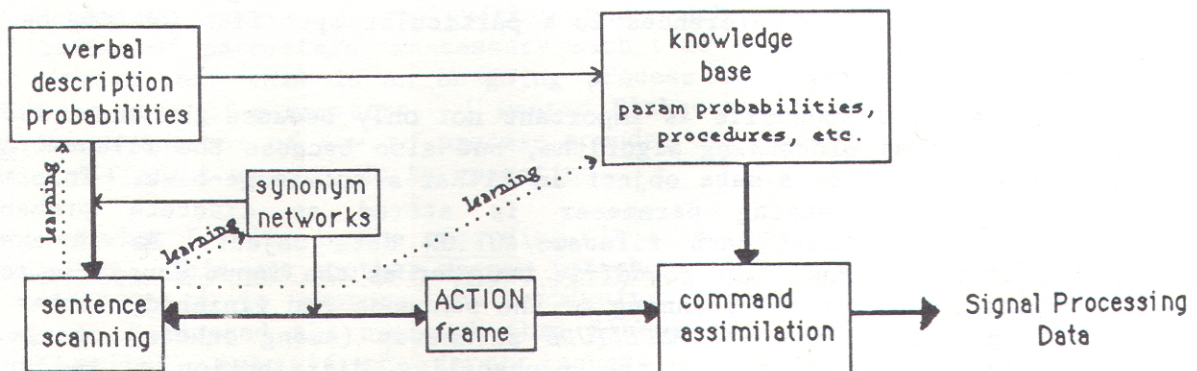 verbal
description
probabilities
knowledge
base
param probabilities,
procedures, etc.
learning
learning
learning
synonym
networks
sentence
scanning
ACTION
frame
command
assimilation
Signal Processing
Data